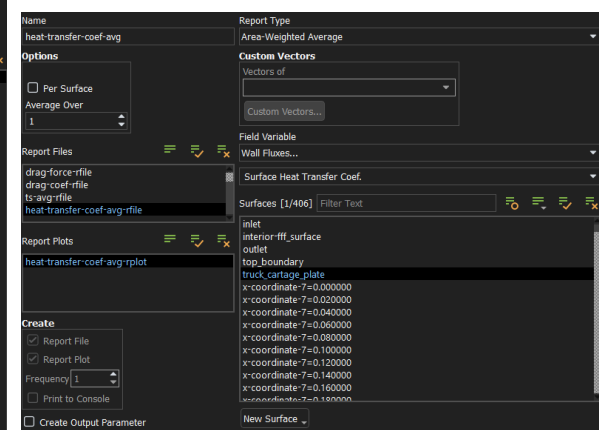 Name
heat-transfer-coef-avg
Options
Per Surface
Average Over
1
Report Files
drag-force-rfile
drag-coef-rfile
ts-avg-rfile
heat-transfer-coef-avg-rfile
Report Plots
heat-transfer-coef-avg-rplot
Create
Report File
Report Plot
Frequency 1
Print to Console
Create Output Parameter
Report Type
Area-Weighted Average
Custom Vectors
Vectors of
Custom Vectors...
Field Variable
Wall Fluxes...
Surface Heat Transfer Coef.
Surfaces [1/406] Filter Text
inlet
interior-fff_surface
outlet
top_boundary
truck_cartage_plate
x-coordinate-7=0.000000
x-coordinate-7=0.020000
x-coordinate-7=0.040000
x-coordinate-7=0.060000
x-coordinate-7=0.080000
x-coordinate-7=0.100000
x-coordinate-7=0.120000
x-coordinate-7=0.140000
x-coordinate-7=0.160000
x-coordinate-7=0.180000
New Surface